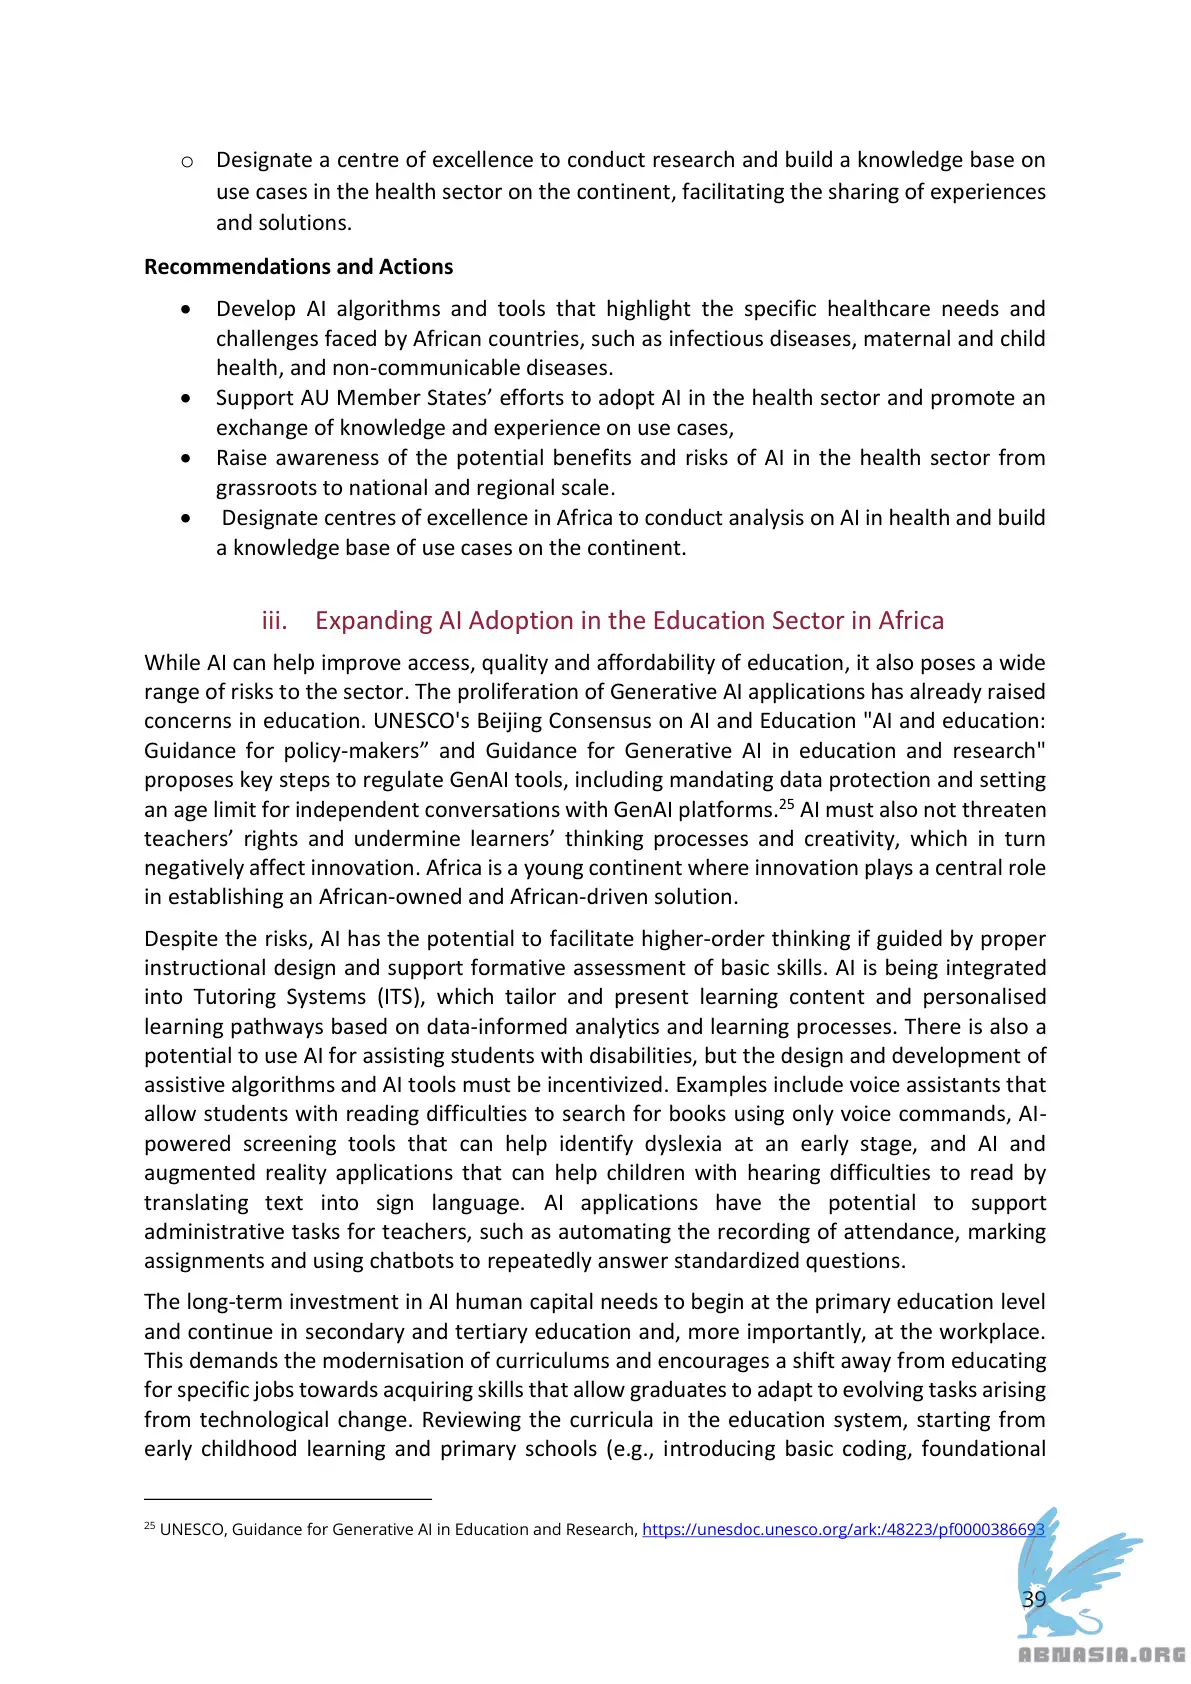 o Designate a centre of excellence to conduct research and build a knowledge base on
use cases in the health sector on the continent, facilitating the sharing of experiences
and solutions.
Recommendations and Actions
• Develop AI algorithms and tools that highlight the specific healthcare needs and
challenges faced by African countries, such as infectious diseases, maternal and child
health, and non-communicable diseases.
• Support AU Member States’ efforts to adopt AI in the health sector and promote an
exchange of knowledge and experience on use cases,
• Raise awareness of the potential benefits and risks of AI in the health sector from
grassroots to national and regional scale.
• Designate centres of excellence in Africa to conduct analysis on AI in health and build
a knowledge base of use cases on the continent.
iii. Expanding AI Adoption in the Education Sector in Africa
While AI can help improve access, quality and affordability of education, it also poses a wide
range of risks to the sector. The proliferation of Generative AI applications has already raised
concerns in education. UNESCO's Beijing Consensus on AI and Education "AI and education:
Guidance for policy-makers” and Guidance for Generative AI in education and research"
proposes key steps to regulate GenAI tools, including mandating data protection and setting
an age limit for independent conversations with GenAI platforms.25 AI must also not threaten
teachers’ rights and undermine learners’ thinking processes and creativity, which in turn
negatively affect innovation. Africa is a young continent where innovation plays a central role
in establishing an African-owned and African-driven solution.
Despite the risks, AI has the potential to facilitate higher-order thinking if guided by proper
instructional design and support formative assessment of basic skills. AI is being integrated
into Tutoring Systems (ITS), which tailor and present learning content and personalised
learning pathways based on data-informed analytics and learning processes. There is also a
potential to use AI for assisting students with disabilities, but the design and development of
assistive algorithms and AI tools must be incentivized. Examples include voice assistants that
allow students with reading difficulties to search for books using only voice commands, AI-
powered screening tools that can help identify dyslexia at an early stage, and AI and
augmented reality applications that can help children with hearing difficulties to read by
translating text into sign language. AI applications have the potential to support
administrative tasks for teachers, such as automating the recording of attendance, marking
assignments and using chatbots to repeatedly answer standardized questions.
The long-term investment in AI human capital needs to begin at the primary education level
and continue in secondary and tertiary education and, more importantly, at the workplace.
This demands the modernisation of curriculums and encourages a shift away from educating
for specific jobs towards acquiring skills that allow graduates to adapt to evolving tasks arising
from technological change. Reviewing the curricula in the education system, starting from
early childhood learning and primary schools (e.g., introducing basic coding, foundational
25 UNESCO, Guidance for Generative AI in Education and Research, https://unesdoc.unesco.org/ark:/48223/pf0000386693
39
ABNASIA.ORG